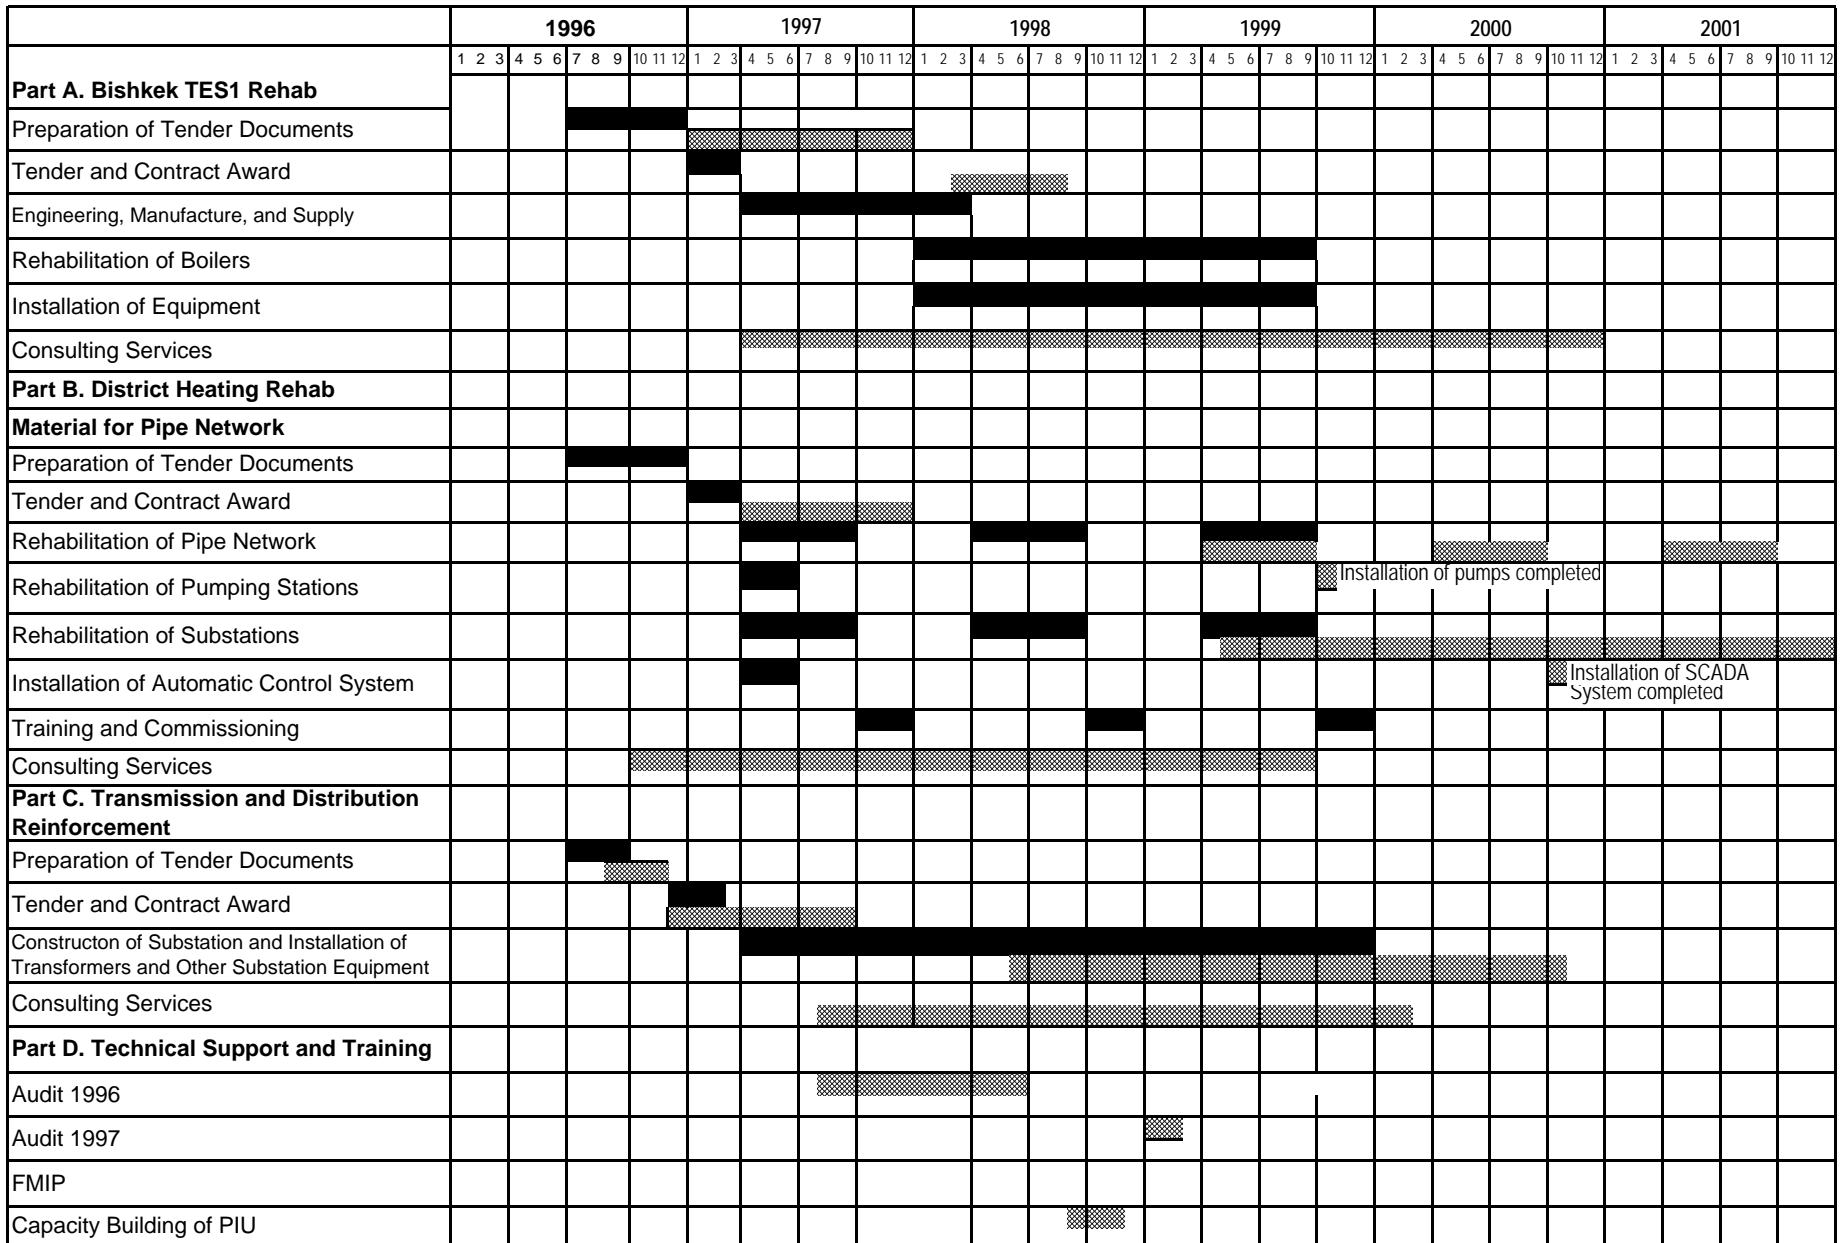 1996 1997 1998 1999 2000 2001
1 2 3 4 5 6 7 8 9 10 11 12 1 2 3 4 5 6 7 8 9 10 11 12 1 2 3 4 5 6 7 8 9 10 11 12 1 2 3 4 5 6 7 8 9 10 11 12 1 2 3 4 5 6 7 8 9 10 11 12 1 2 3 4 5 6 7 8 9 10 11 12
Part A. Bishkek TES1 Rehab
Preparation of Tender Documents
Tender and Contract Award
Engineering, Manufacture, and Supply
Rehabilitation of Boilers
Installation of Equipment
Consulting Services
Part B. District Heating Rehab
Material for Pipe Network
Preparation of Tender Documents
Tender and Contract Award
Rehabilitation of Pipe Network
Rehabilitation of Pumping Stations
Installation of pumps completed
Rehabilitation of Substations
Installation of Automatic Control System
Installation of SCADA
System completed
Training and Commissioning
Consulting Services
Part C. Transmission and Distribution
Reinforcement
Preparation of Tender Documents
Tender and Contract Award
Constructon of Substation and Installation of
Transformers and Other Substation Equipment
Consulting Services
Part D. Technical Support and Training
Audit 1996
Audit 1997
FMIP
Capacity Building of PIU